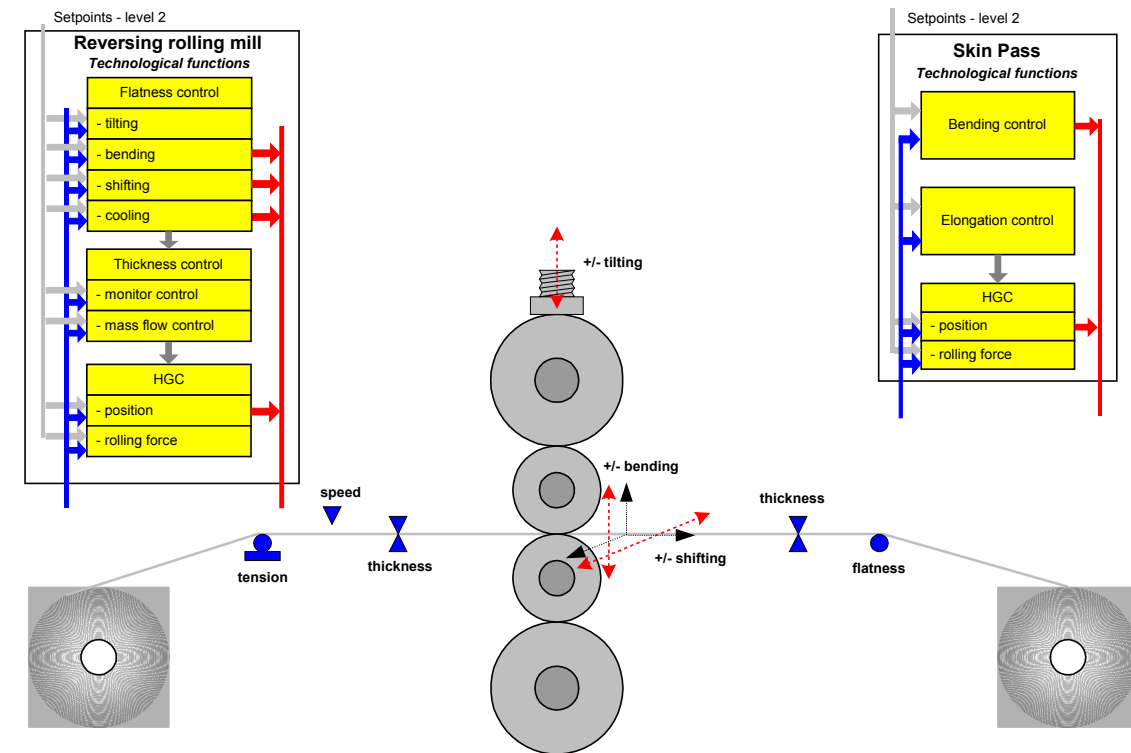 Setpoints - level 2
Reversing rolling mill
Technological functions
Flatness control
- tilting
- bending
- shifting
- cooling
Thickness control
- monitor control
- mass flow control
HGC
- position
- rolling force
Setpoints - level 2
Skin Pass
Technological functions
Bending control
Elongation control
HGC
- position
- rolling force
+/- tilting
+/- bending
+/- shifting
speed
tension
thickness
thickness
flatness